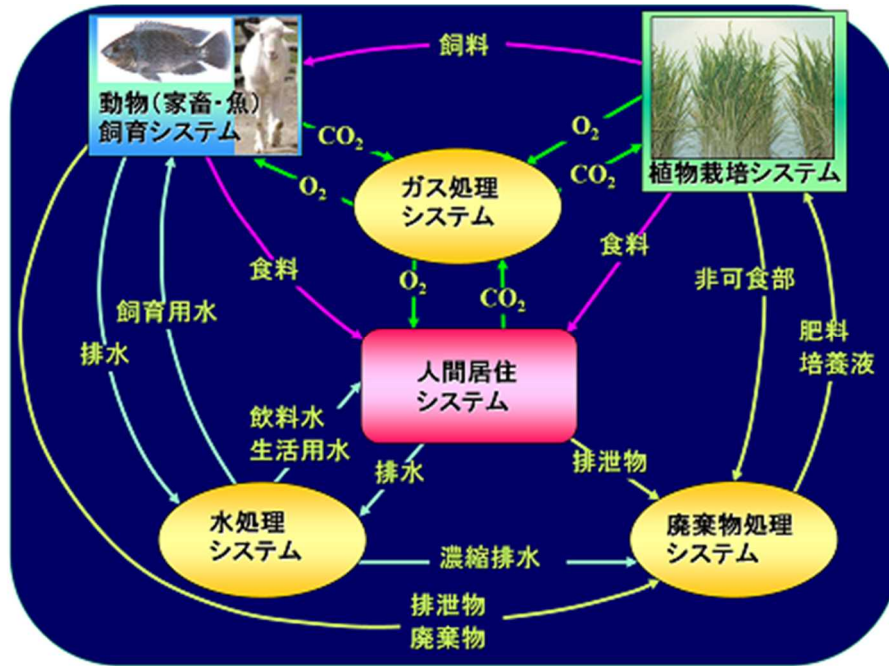 飼料
動物(家畜・魚)
飼育システム
植物栽培システム
CO2
O2
O2
CO2
ガス処理
システム
食料
O2
CO2
食料
非可食部
飼育用水
排水
肥料
培養液
人間居住
システム
飲料水
生活用水
排水
排泄物
水処理
システム
廃棄物処理
システム
濃縮排水
排泄物
廃棄物